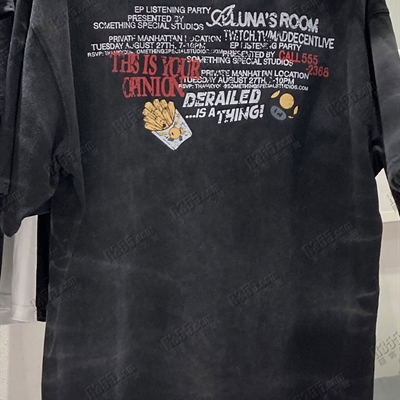 EP LISTENING PARTY
PRESENTED BY
SOMETHING SPECIAL STUDIOS
PRIVATE MANHATTAN LOCATION
TUESDAY AUGUST 27TH, 7-10PM
ALUNA'S ROOM
TWITCH.TV/MADDECENTLIVE
EP LISTENING PARTY
PRESENTED BY CALL 555
SOMETHING SPECIAL STUDIOS 2368
PRIVATE MANHATTAN LOCATION
TUESDAY AUGUST 27TH, 7-10PM
THIS IS YOUR
OPINION
DERAILED
...IS A THING!